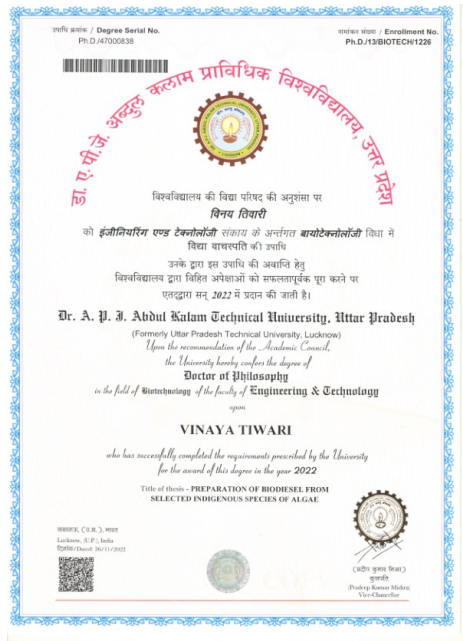 उपाधि क्रमांक / Degree Serial No.
Ph.D./47000838
नामांकन संख्या / Enrollment No.
Ph.D./13/BIOTECH/1226
डा. ए. पी. जे. अब्दुल कलाम प्राविधिक विश्वविद्यालय, उत्तर प्रदेश
विश्वविद्यालय की विद्या परिषद की अनुशंसा पर
विनय तिवारी
को इंजीनियरिंग एण्ड टेक्नोलॉजी संकाय के अर्न्तगत बायोटेक्नोलॉजी विधा में
विद्या वाचस्पति की उपाधि
उनके द्वारा इस उपाधि की अवाप्ति हेतु
विश्वविद्यालय द्वारा विहित अपेक्षाओं को सफलतापूर्वक पूरा करने पर
एतद्द्वारा सन् 2022 में प्रदान की जाती है।
Dr. A. P. J. Abdul Kalam Technical University, Uttar Pradesh
(Formerly Uttar Pradesh Technical University, Lucknow)
Upon the recommendation of the Academic Council,
the University hereby confers the degree of
Doctor of Philosophy
in the field of Biotechnology of the faculty of Engineering & Technology
upon
VINAYA TIWARI
who has successfully completed the requirements prescribed by the University
for the award of this degree in the year 2022
Title of thesis - PREPARATION OF BIODIESEL FROM
SELECTED INDIGENOUS SPECIES OF ALGAE
लखनऊ, (उ.प्र.), भारत
Lucknow, (U.P.), India
दिनांक/Dated: 26/11/2022
(प्रदीप कुमार मिश्रा)
कुलपति
(Pradeep Kumar Mishra)
Vice-Chancellor